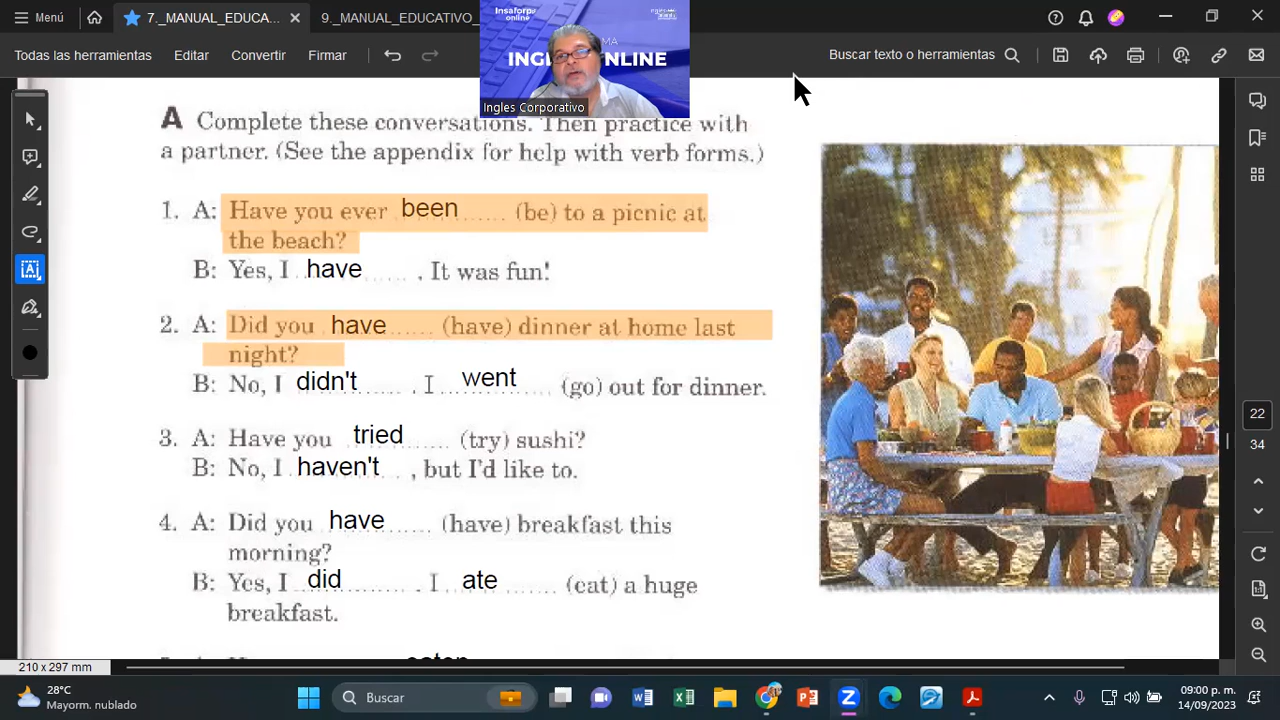 Menú
7._MANUAL_EDUCA...
9._MANUAL_EDUCATIVO_
Insaforp
online
INGL
NLINE
Ingles Corporativo
Todas las herramientas
Editar
Convertir
Firmar
Buscar texto o herramientas
A Complete these conversations. Then practice with
a partner. (See the appendix for help with verb forms.)
1. A: Have you ever been ...... (be) to a picnic at
the beach?
B: Yes, I have ...... . It was fun!
2. A: Did you have ...... (have) dinner at home last
night?
B: No, I didn't ...... . I went ...... (go) out for dinner.
3. A: Have you tried ...... (try) sushi?
B: No, I haven't ...... , but I'd like to.
4. A: Did you have ...... (have) breakfast this
morning?
B: Yes, I did ...... . I ate ...... (eat) a huge
breakfast.
eaten
22
34
210 x 297 mm
28°C
Mayorm. nublado
Buscar
09:00 p. m.
14/09/2023